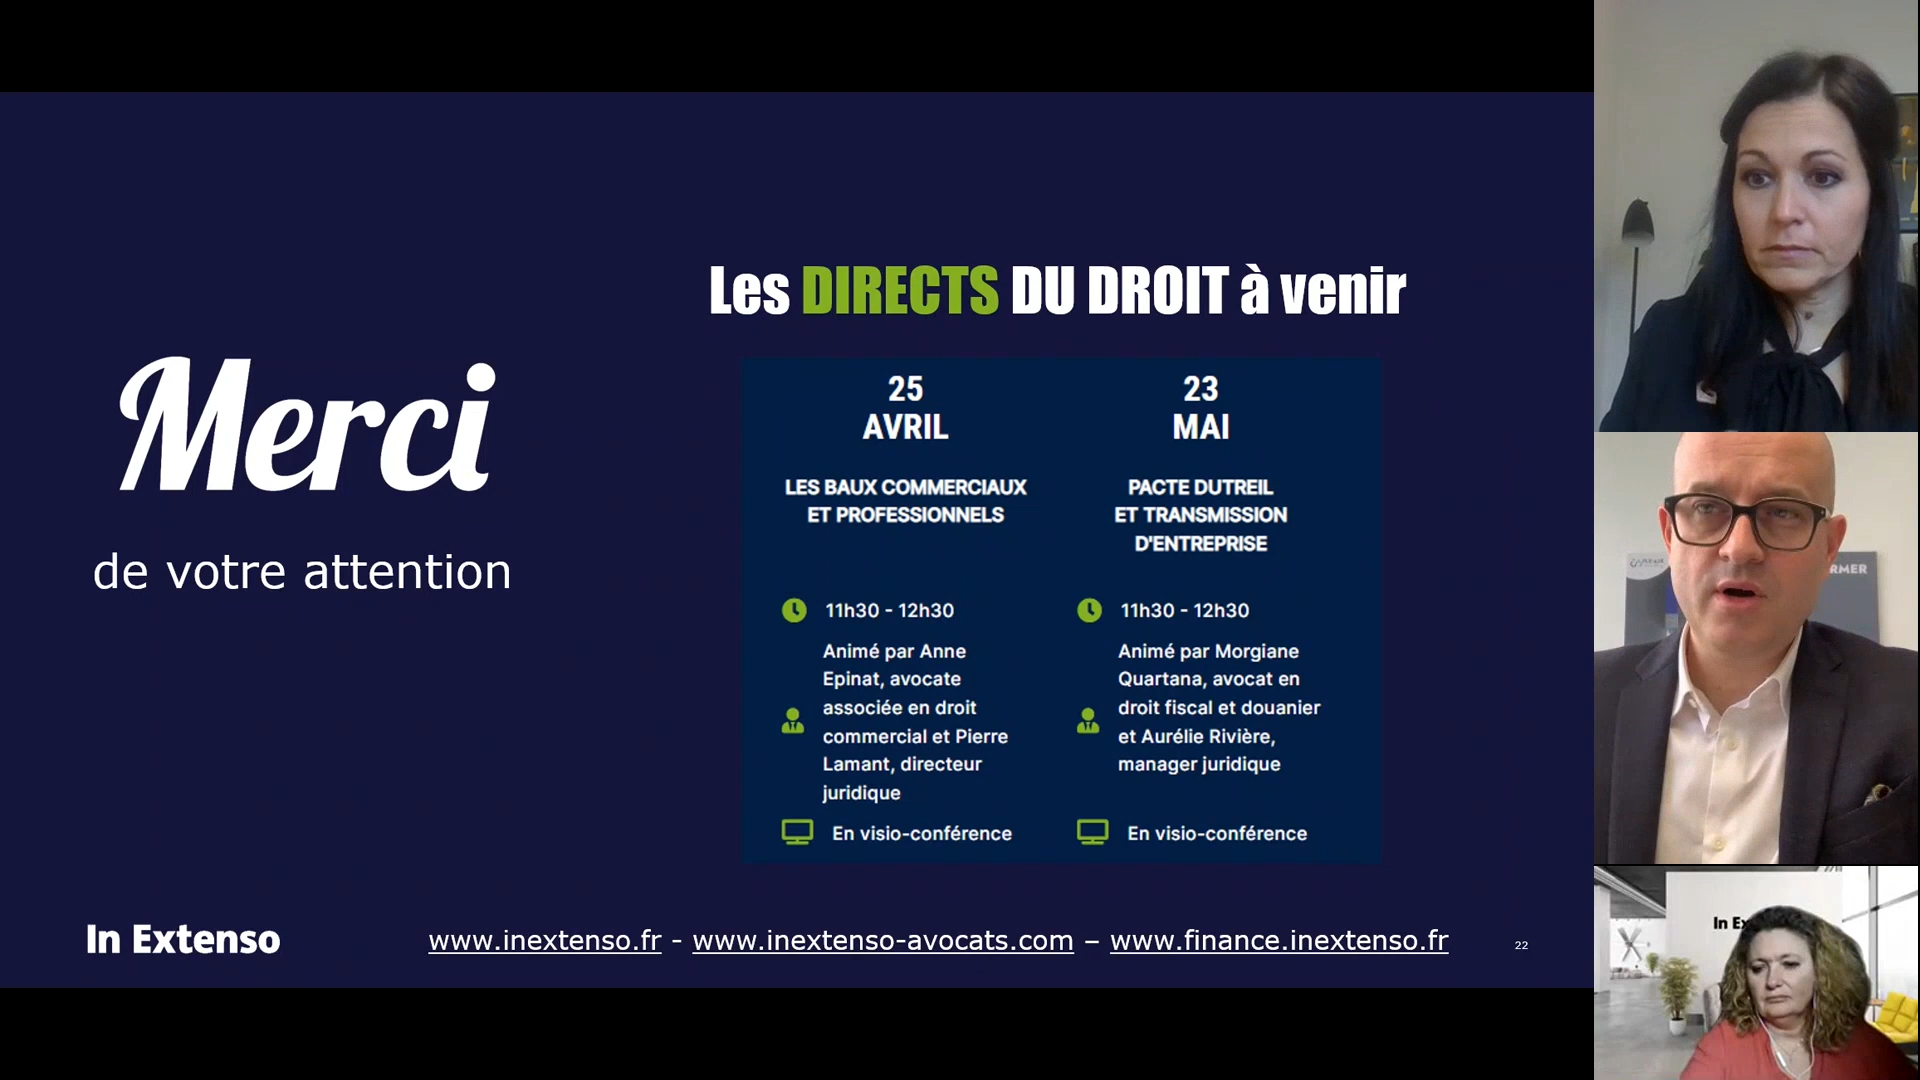 Les DIRECTS DU DROIT à venir
Merci
de votre attention
25
AVRIL
LES BAUX COMMERCIAUX
ET PROFESSIONNELS
11h30 - 12h30
Animé par Anne
Epinat, avocate
associée en droit
commercial et Pierre
Lamant, directeur
juridique
En visio-conférence
23
MAI
PACTE DUTREIL
ET TRANSMISSION
D'ENTREPRISE
11h30 - 12h30
Animé par Morgiane
Quartana, avocat en
droit fiscal et douanier
et Aurélie Rivière,
manager juridique
En visio-conférence
In Extenso
www.inextenso.fr - www.inextenso-avocats.com – www.finance.inextenso.fr
22
RMER
In Ex